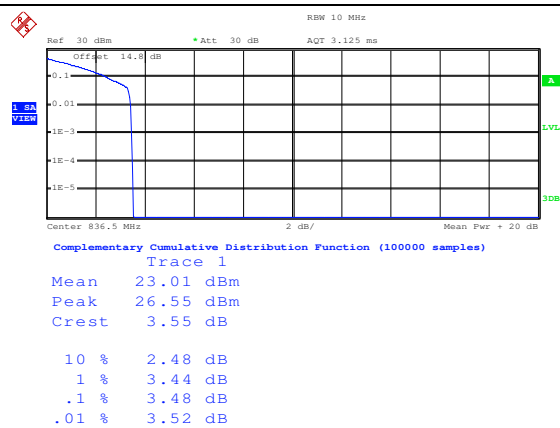 RBW 10 MHz
Ref 30 dBm * Att 30 dB AQT 3.125 ms
Offset 14.8 dB
0.1
A
0.01
1 SA
VIEW
1E-3
LVL
1E-4
1E-5
3DB
Center 836.5 MHz 2 dB/ Mean Pwr + 20 dB
Complementary Cumulative Distribution Function (100000 samples)
Trace 1
Mean 23.01 dBm
Peak 26.55 dBm
Crest 3.55 dB
10 % 2.48 dB
1 % 3.44 dB
.1 % 3.48 dB
.01 % 3.52 dB